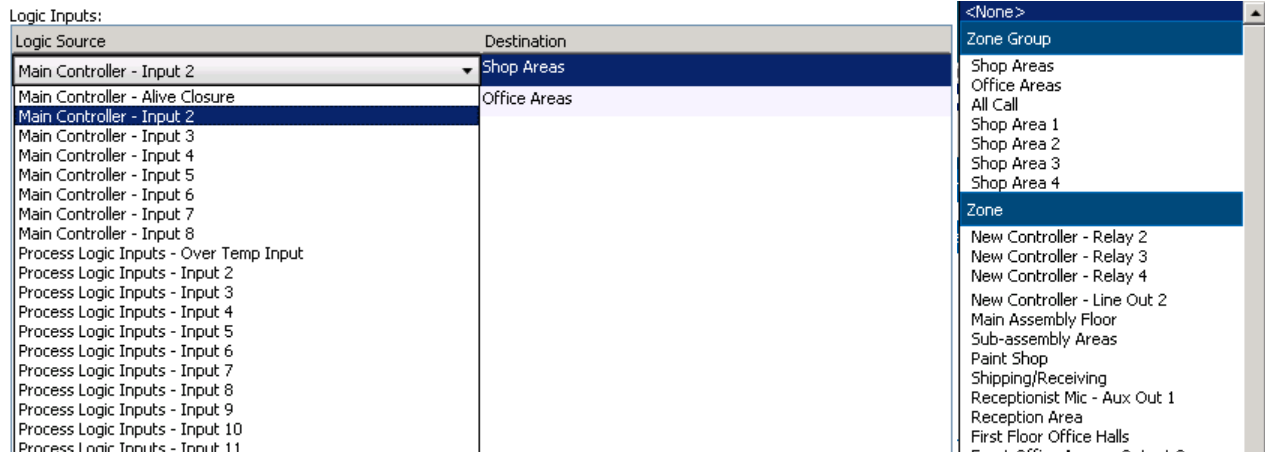 Logic Inputs:
Logic Source
Destination
Main Controller - Input 2
Shop Areas
Office Areas
Main Controller - Alive Closure
Main Controller - Input 2
Main Controller - Input 3
Main Controller - Input 4
Main Controller - Input 5
Main Controller - Input 6
Main Controller - Input 7
Main Controller - Input 8
Process Logic Inputs - Over Temp Input
Process Logic Inputs - Input 2
Process Logic Inputs - Input 3
Process Logic Inputs - Input 4
Process Logic Inputs - Input 5
Process Logic Inputs - Input 6
Process Logic Inputs - Input 7
Process Logic Inputs - Input 8
Process Logic Inputs - Input 9
Process Logic Inputs - Input 10
Process Logic Inputs - Input 11
<None>
Zone Group
Shop Areas
Office Areas
All Call
Shop Area 1
Shop Area 2
Shop Area 3
Shop Area 4
Zone
New Controller - Relay 2
New Controller - Relay 3
New Controller - Relay 4
New Controller - Line Out 2
Main Assembly Floor
Sub-assembly Areas
Paint Shop
Shipping/Receiving
Receptionist Mic - Aux Out 1
Reception Area
First Floor Office Halls